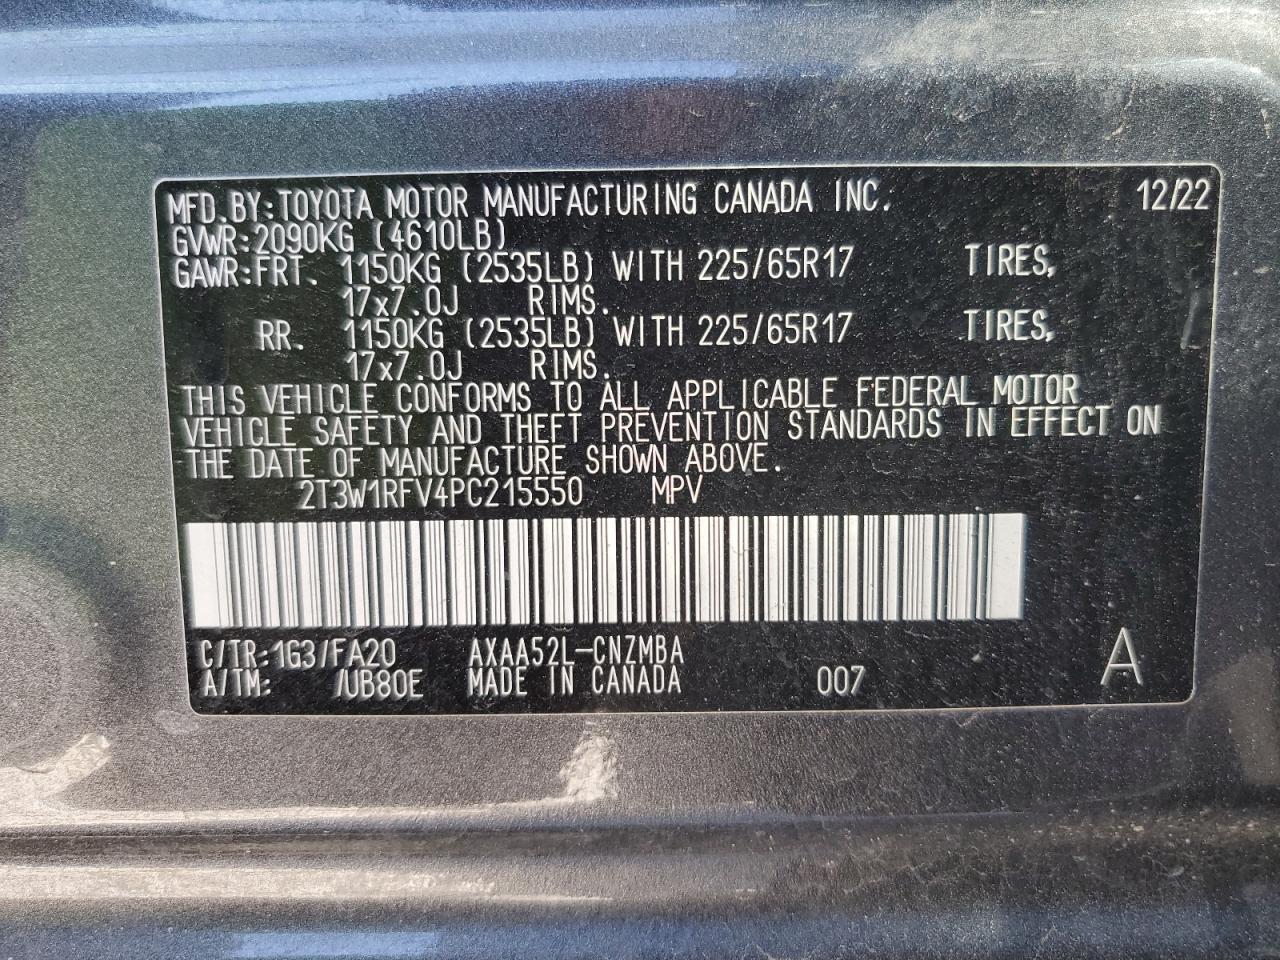 MFD.BY:TOYOTA MOTOR MANUFACTURING CANADA INC. 12/22
GVWR:2090KG (4610LB)
GAWR:FRT. 1150KG (2535LB) WITH 225/65R17 TIRES,
17x7.0J RIMS.
RR. 1150KG (2535LB) WITH 225/65R17 TIRES,
17x7.0J RIMS.
THIS VEHICLE CONFORMS TO ALL APPLICABLE FEDERAL MOTOR
VEHICLE SAFETY AND THEFT PREVENTION STANDARDS IN EFFECT ON
THE DATE OF MANUFACTURE SHOWN ABOVE.
2T3W1RFV4PC215550 MPV
C/TR:1G3/FA20 AXAA52L-CNZMBA
A/TM: /UB80E MADE IN CANADA 007 A